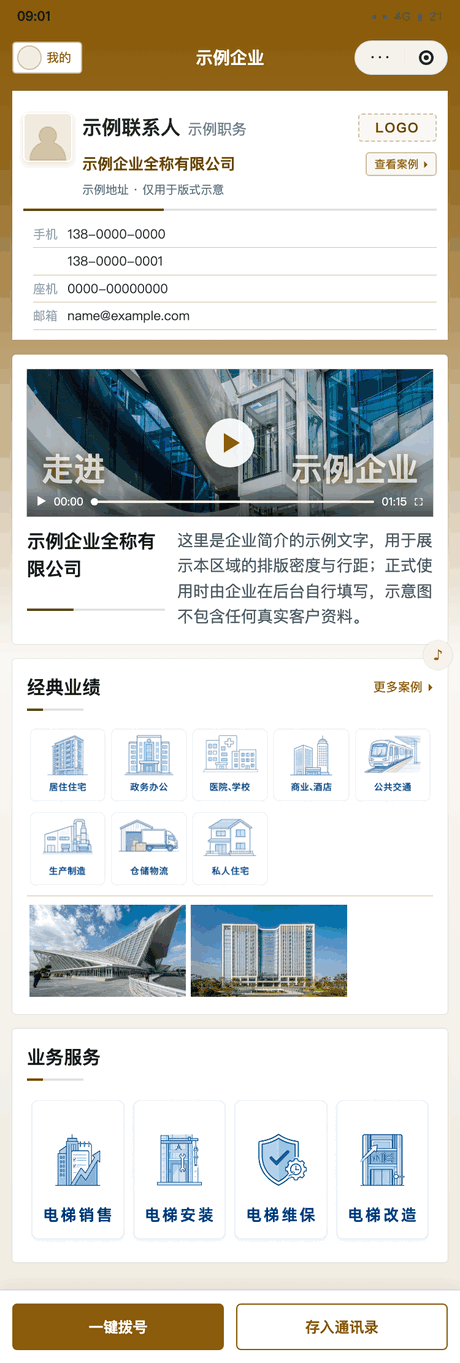 09:01
4G 21
我的
示例企业
示例联系人 示例职务
LOGO
示例企业全称有限公司
查看案例
示例地址 · 仅用于版式示意
手机 138-0000-0000
138-0000-0001
座机 0000-00000000
邮箱 name@example.com
走进 示例企业
00:00 01:15
示例企业全称有
限公司
这里是企业简介的示例文字，用于展
示本区域的排版密度与行距；正式使
用时由企业在后台自行填写，示意图
不包含任何真实客户资料。
经典业绩 更多案例
居住住宅 政务办公 医院、学校 商业、酒店 公共交通
生产制造 仓储物流 私人住宅
业务服务
电梯销售 电梯安装 电梯维保 电梯改造
一键拨号 存入通讯录